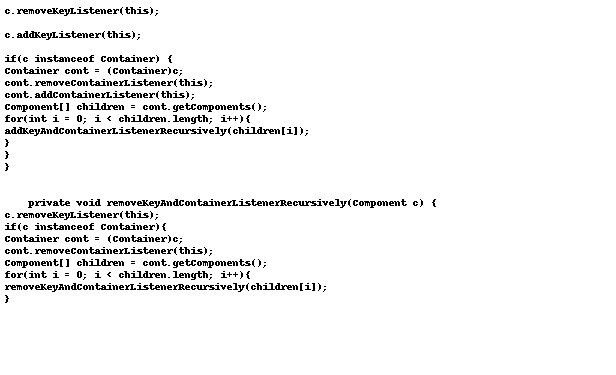 c.removeKeyListener(this);
c.addKeyListener(this);
if(c instanceof Container) {
Container cont = (Container)c;
cont.removeContainerListener(this);
cont.addContainerListener(this);
Component[] children = cont.getComponents();
for(int i = 0; i < children.length; i++){
addKeyAndContainerListenerRecursively(children[i]);
}
}
}
private void removeKeyAndContainerListenerRecursively(Component c) {
c.removeKeyListener(this);
if(c instanceof Container){
Container cont = (Container)c;
cont.removeContainerListener(this);
Component[] children = cont.getComponents();
for(int i = 0; i < children.length; i++){
removeKeyAndContainerListenerRecursively(children[i]);
}